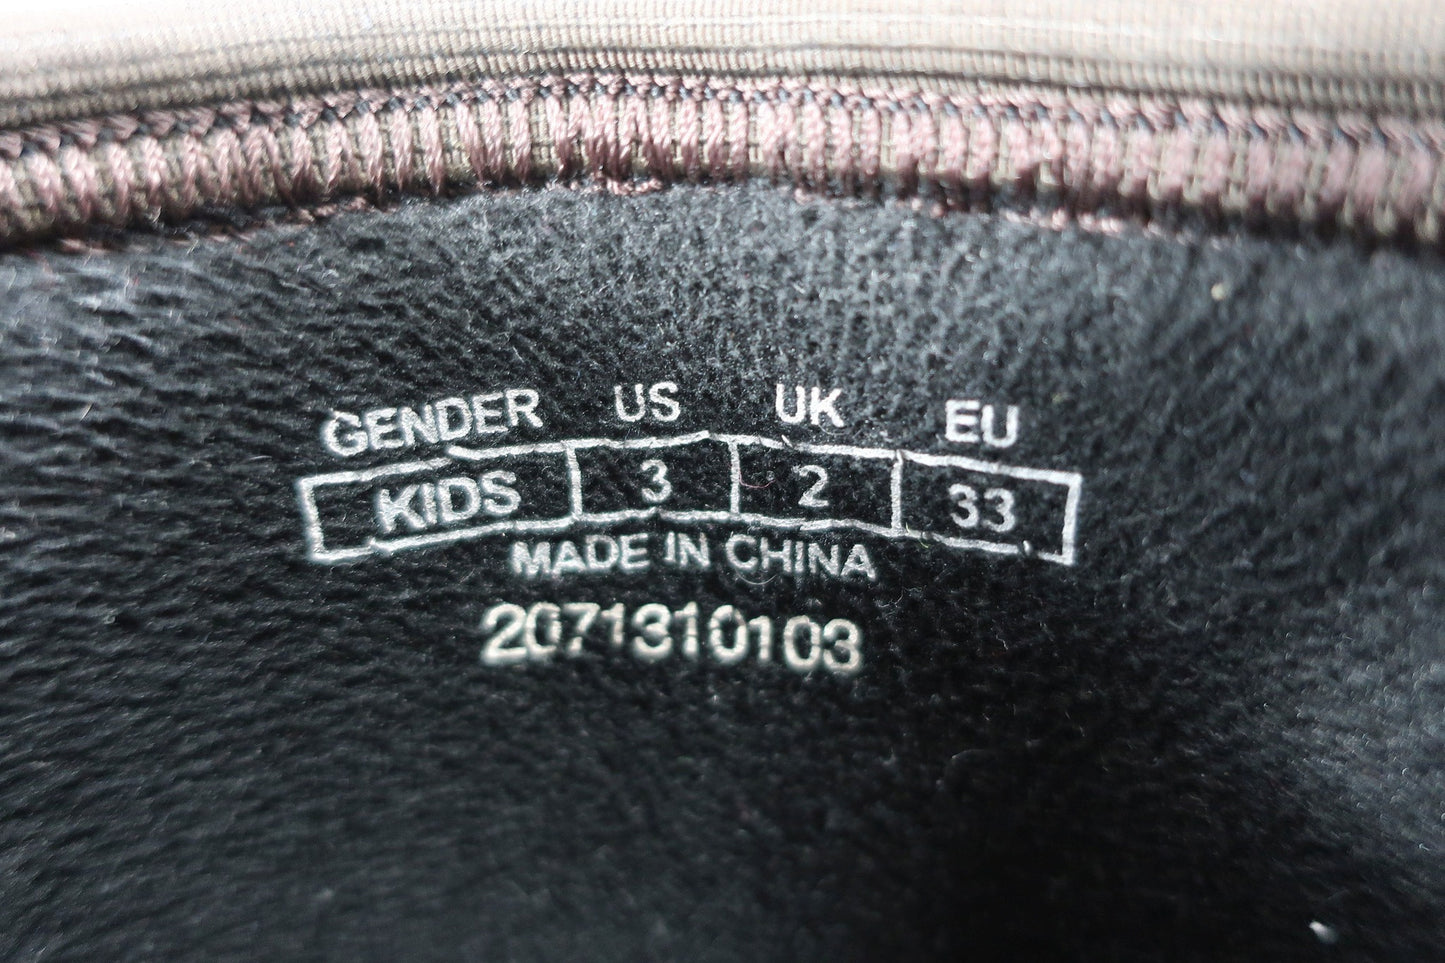 GENDER US UK EU
KIDS 3 2 33
MADE IN CHINA
2071310103